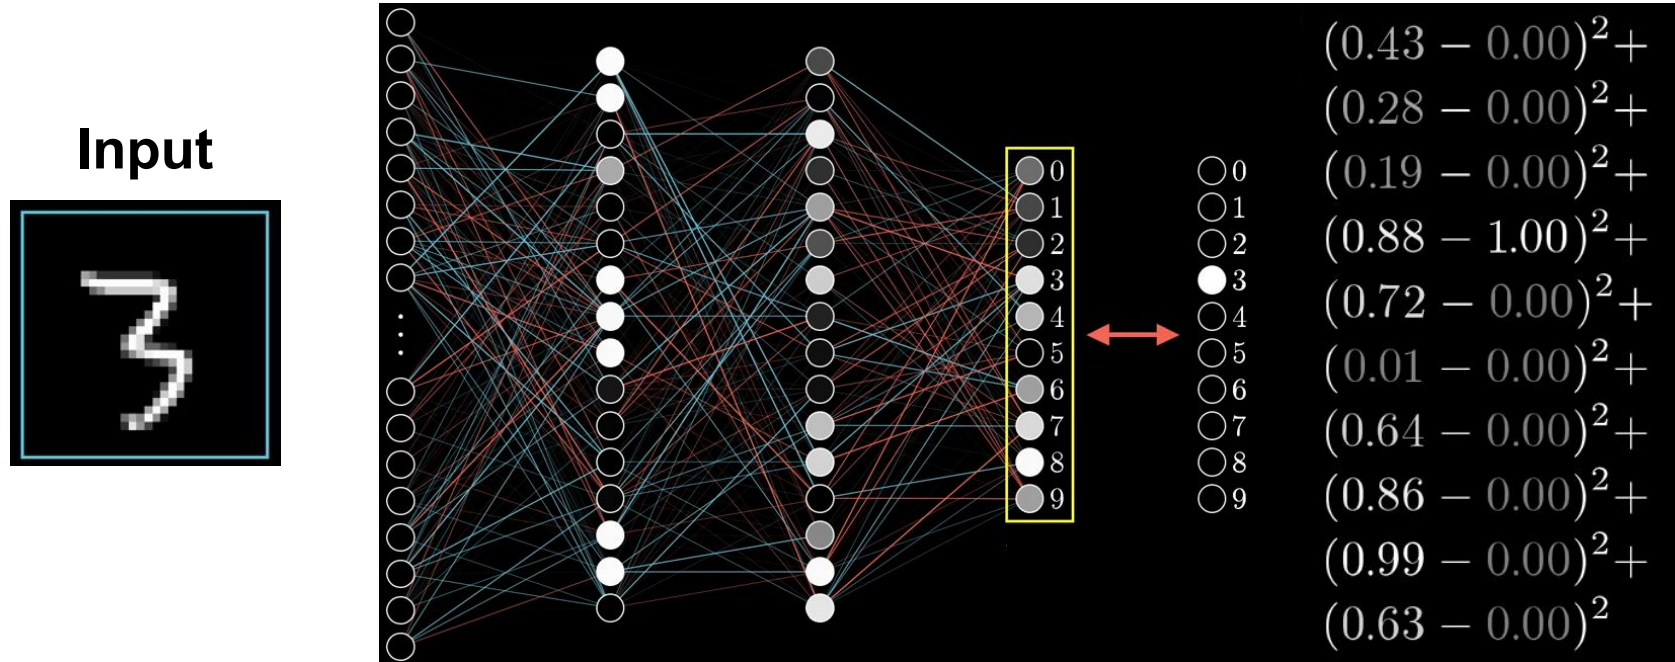 Input
0
1
2
3
4
5
6
7
8
9
0
1
2
3
4
5
6
7
8
9
(0.43 − 0.00)²+
(0.28 − 0.00)²+
(0.19 − 0.00)²+
(0.88 − 1.00)²+
(0.72 − 0.00)²+
(0.01 − 0.00)²+
(0.64 − 0.00)²+
(0.86 − 0.00)²+
(0.99 − 0.00)²+
(0.63 − 0.00)²
3